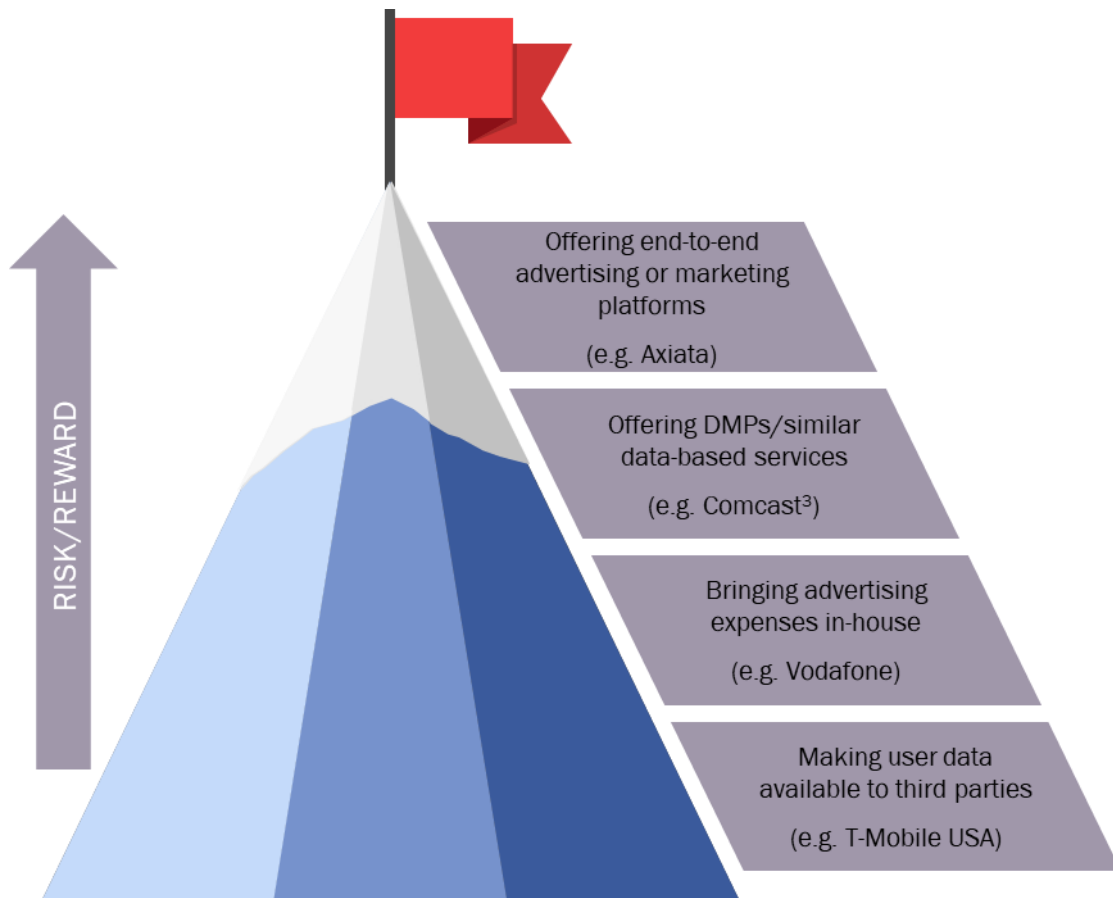 RISK/REWARD
Offering end-to-end
advertising or marketing
platforms
(e.g. Axiata)
Offering DMPs/similar
data-based services
(e.g. Comcast³)
Bringing advertising
expenses in-house
(e.g. Vodafone)
Making user data
available to third parties
(e.g. T-Mobile USA)